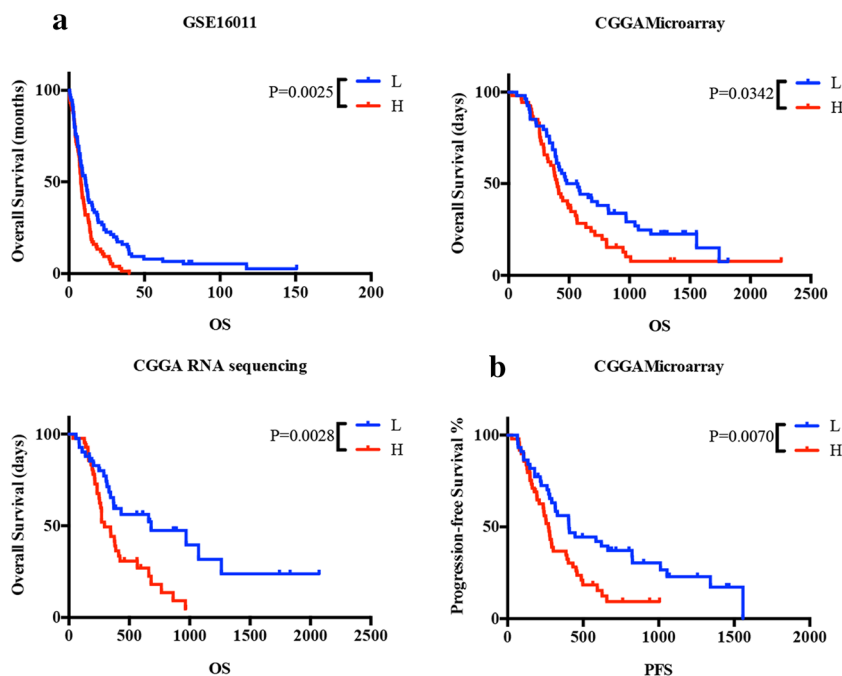 a
GSE16011
Overall Survival (months)
100
50
0
0 50 100 150 200
OS
P=0.0025
L
H
CGGAMicroarray
Overall Survival (days)
100
50
0
0 500 1000 1500 2000 2500
OS
P=0.0342
L
H
CGGA RNA sequencing
Overall Survival (days)
100
50
0
0 500 1000 1500 2000 2500
OS
P=0.0028
L
H
b
CGGAMicroarray
Progression-free Survival %
100
50
0
0 500 1000 1500 2000
PFS
P=0.0070
L
H